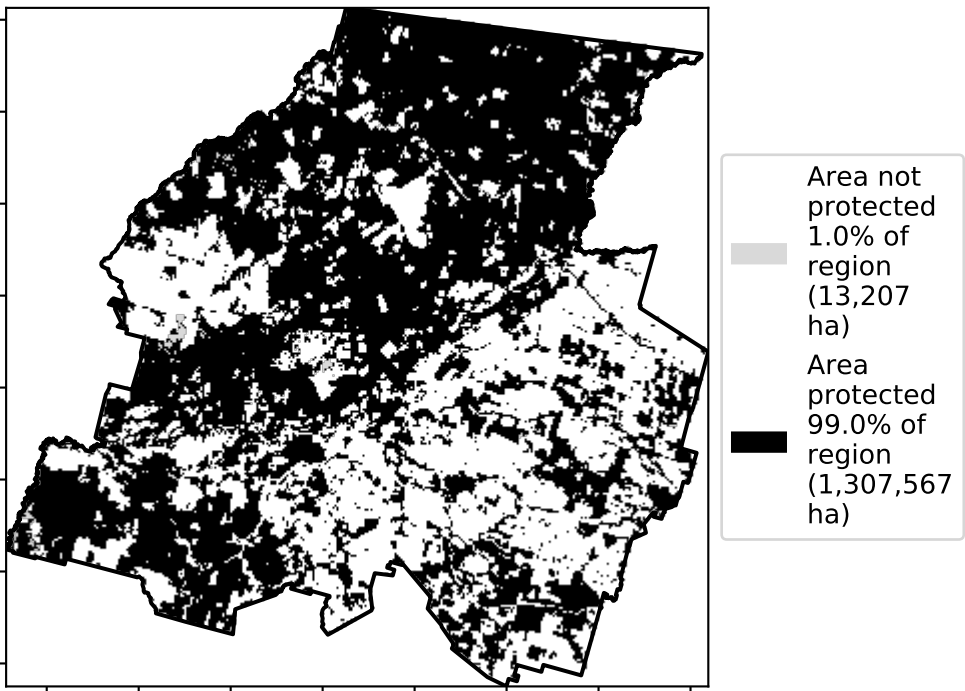 Area not
protected
1.0% of
region
(13,207
ha)
Area
protected
99.0% of
region
(1,307,567
ha)